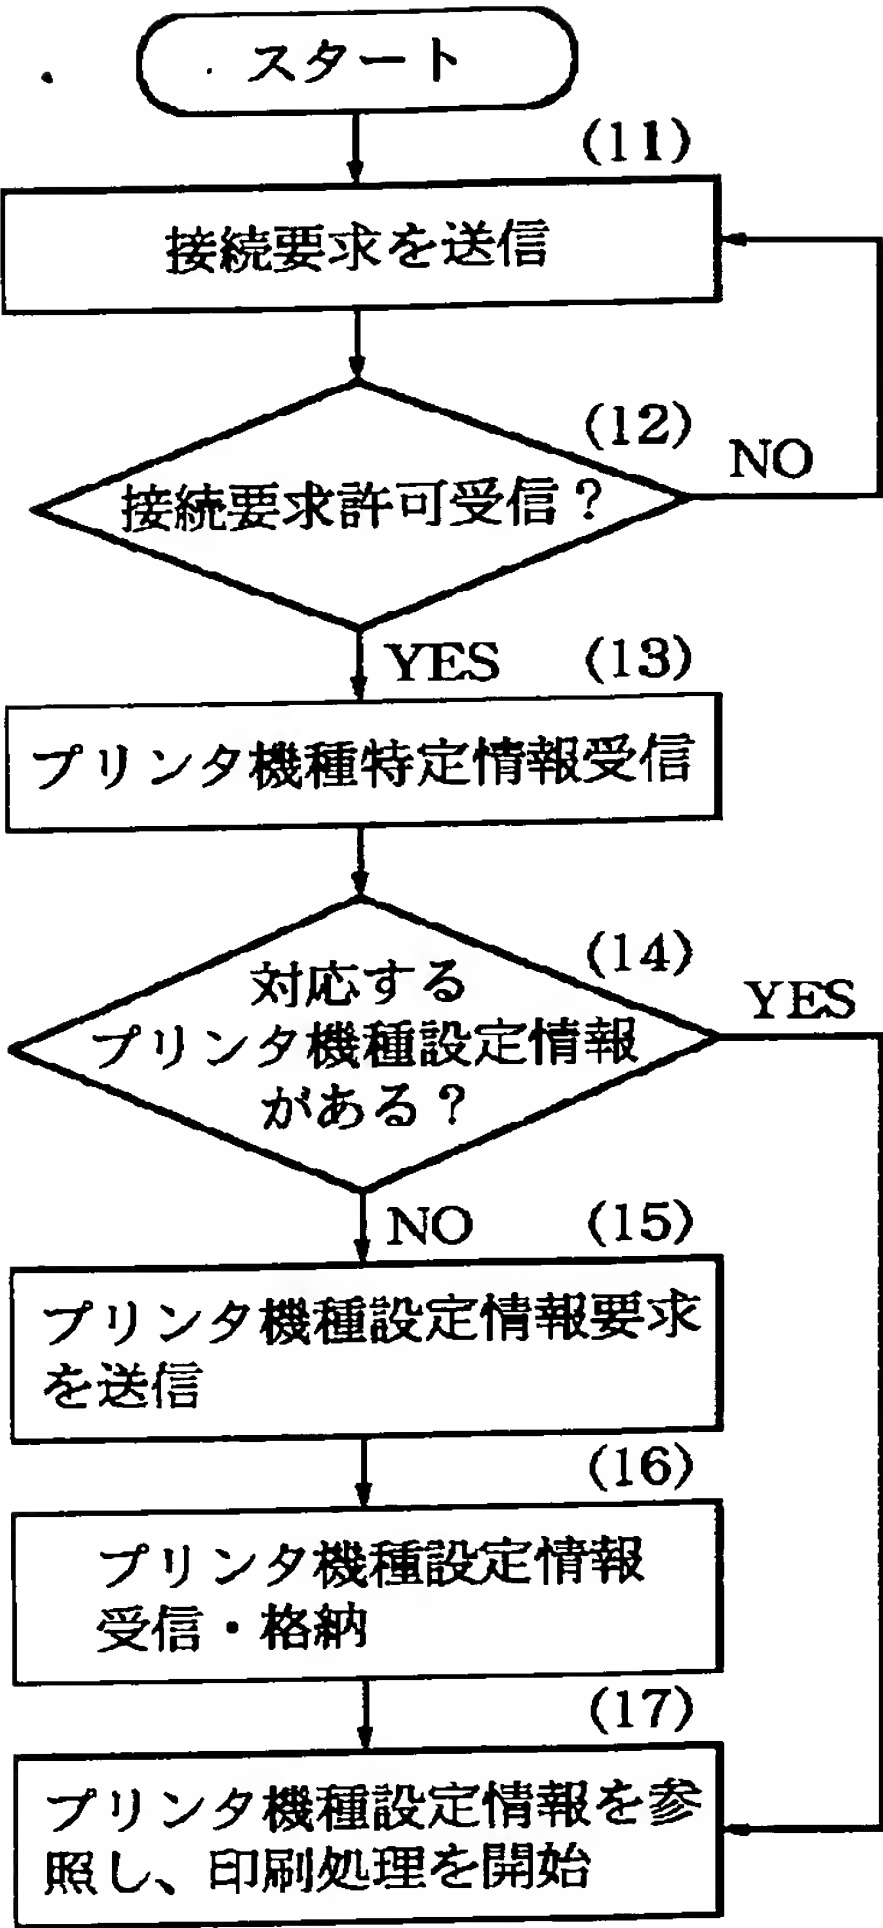 スタート
(11)
接続要求を送信
(12)
接続要求許可受信?
NO
YES
(13)
プリンタ機種特定情報受信
(14)
対応する
プリンタ機種設定情報
がある?
YES
NO
(15)
プリンタ機種設定情報要求
を送信
(16)
プリンタ機種設定情報
受信・格納
(17)
プリンタ機種設定情報を参
照し、印刷処理を開始